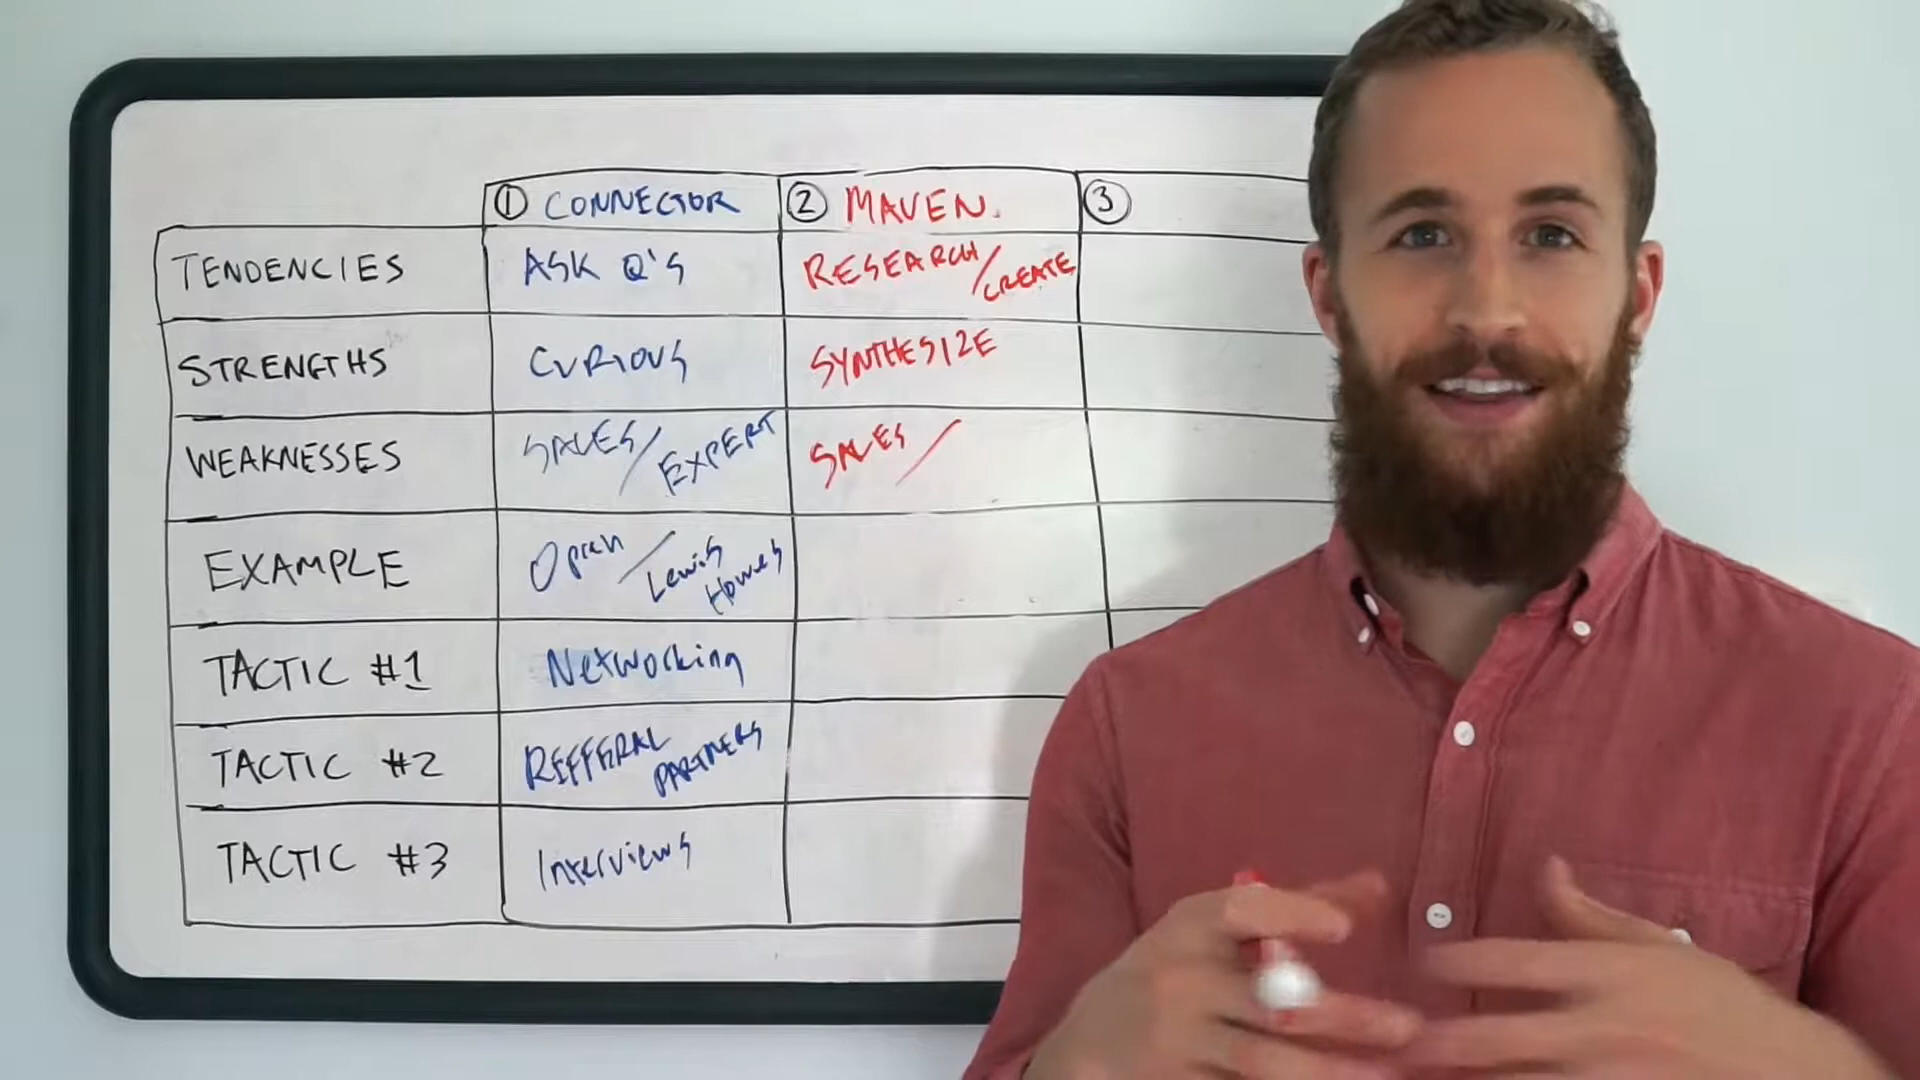 ① CONNECTOR ② MAVEN. ③
TENDENCIES ASK Q'S RESEARCH/CREATE
STRENGTHS CURIOUS SYNTHESIZE
WEAKNESSES SALES/EXPERT SALES/
EXAMPLE Oprah/Lewis Howes
TACTIC #1 Networking
TACTIC #2 REFFERAL PARTNERS
TACTIC #3 Interviews